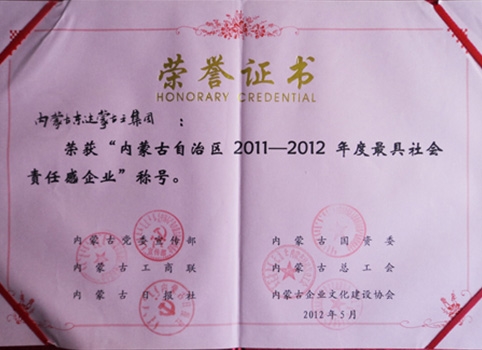 荣誉证书
HONORARY CREDENTIAL
内蒙古东达蒙古王集团：
荣获“内蒙古自治区 2011—2012 年度最具社会
责任感企业”称号。
内蒙古党委宣传部 内蒙古国资委
内蒙古工商联 内蒙古总工会
内蒙古日报社 内蒙古企业文化建设协会
2012年5月